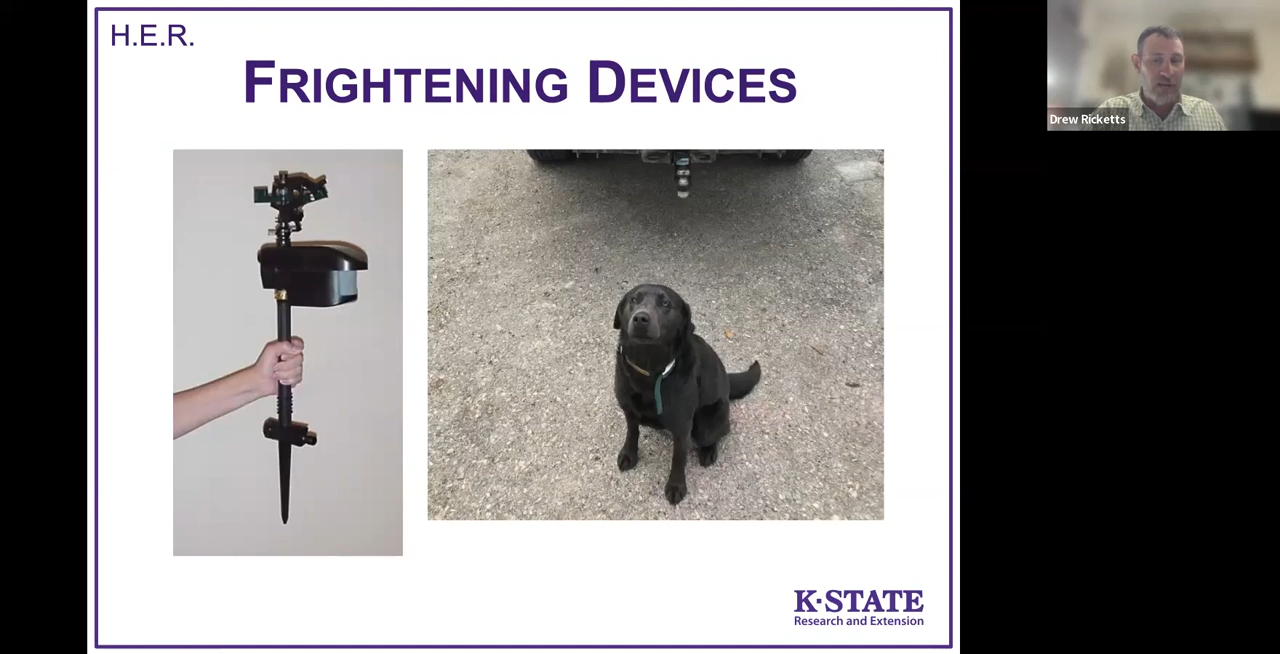 H.E.R.
FRIGHTENING DEVICES
Drew Ricketts
K·STATE
Research and Extension